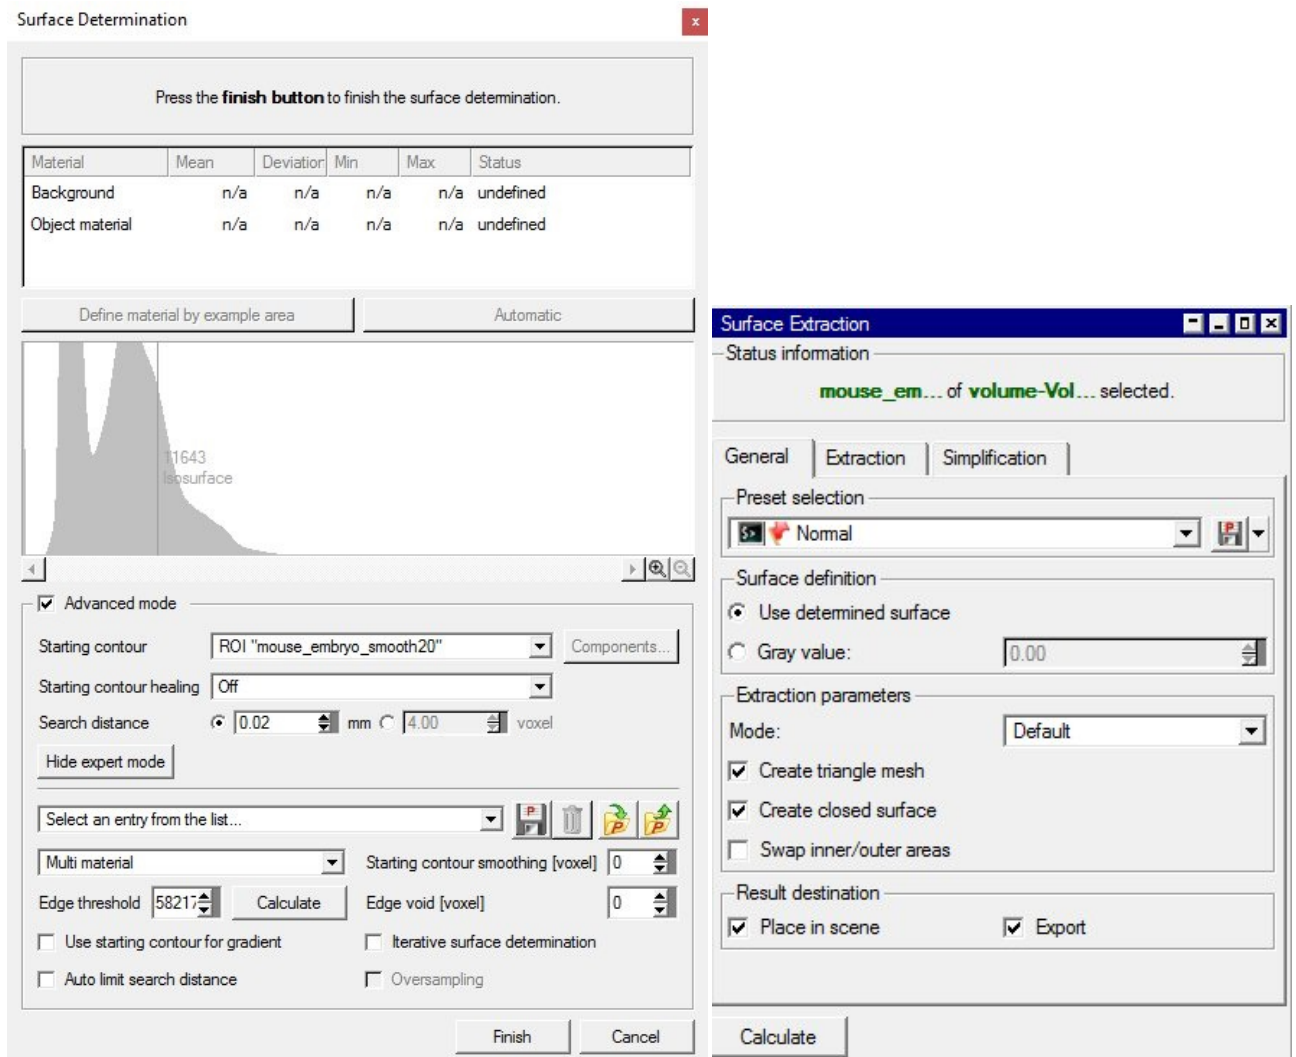 Surface Determination
x
Press the finish button to finish the surface determination.
Material Mean Deviation Min Max Status
Background n/a n/a n/a n/a undefined
Object material n/a n/a n/a n/a undefined
Define material by example area Automatic
11643
Isosurface
Advanced mode
Starting contour ROI "mouse_embryo_smooth20" Components...
Starting contour healing Off
Search distance 0.02 mm 4.00 voxel
Hide expert mode
Select an entry from the list...
P P P
Multi material Starting contour smoothing [voxel] 0
Edge threshold 58217 Calculate Edge void [voxel] 0
Use starting contour for gradient Iterative surface determination
Auto limit search distance Oversampling
Finish Cancel
Surface Extraction
Status information
mouse_em... of volume-Vol... selected.
General Extraction Simplification
Preset selection
S> Normal P
Surface definition
Use determined surface
Gray value: 0.00
Extraction parameters
Mode: Default
Create triangle mesh
Create closed surface
Swap inner/outer areas
Result destination
Place in scene Export
Calculate